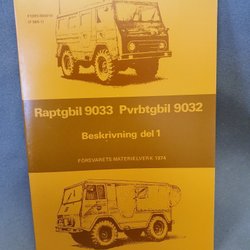 Raptgbil 9033 Pvrbtgbil 9032
Beskrivning del 1
FÖRSVARETS MATERIELVERK 1974